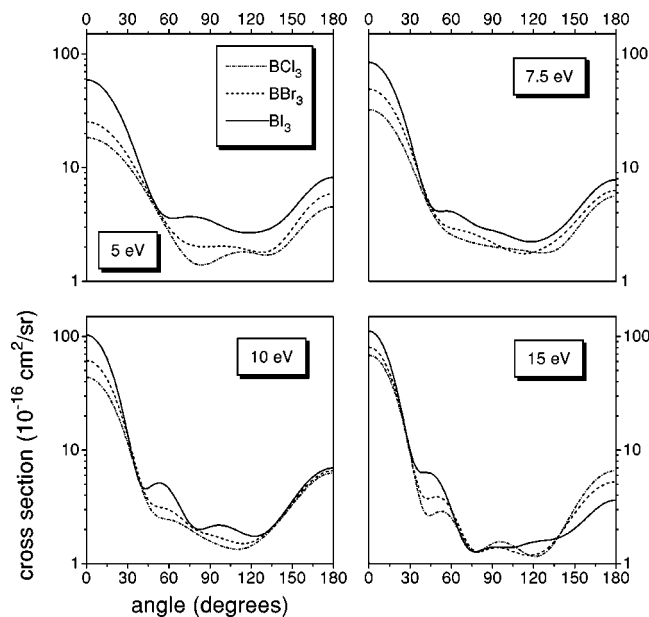 0 30 60 90 120 150 180 0 30 60 90 120 150 180
100 100
BCl3
BBr3
BI3
7.5 eV
10 10
5 eV
1 1
100 100
10 eV
15 eV
10 10
1 1
0 30 60 90 120 150 180 0 30 60 90 120 150 180
cross section (10⁻¹⁶ cm²/sr)
angle (degrees)